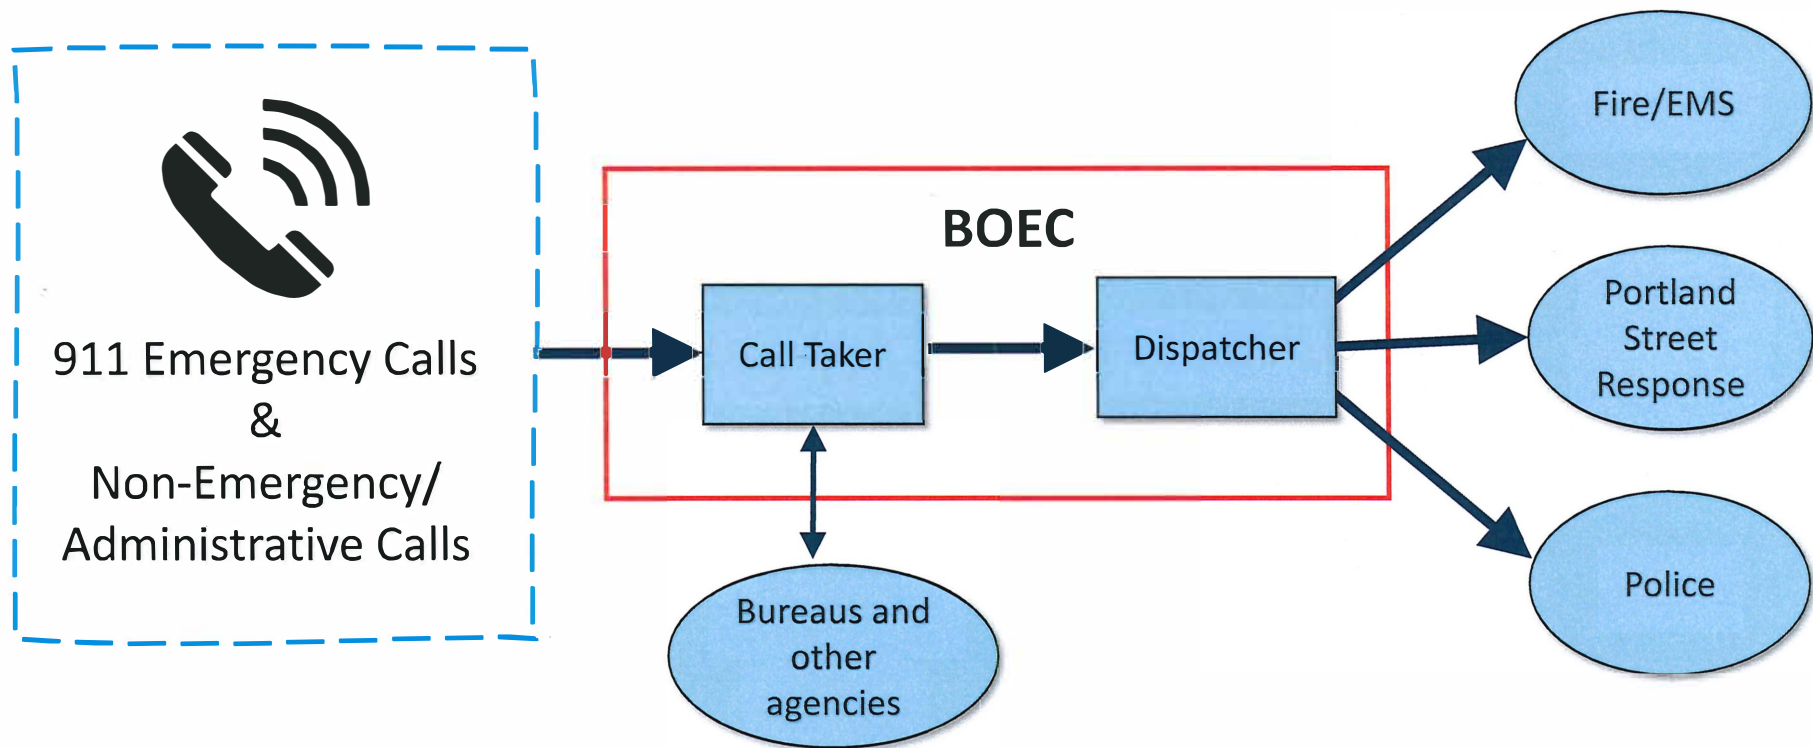 911 Emergency Calls
&
Non-Emergency/
Administrative Calls
BOEC
Call Taker
Dispatcher
Bureaus and
other
agencies
Fire/EMS
Portland
Street
Response
Police